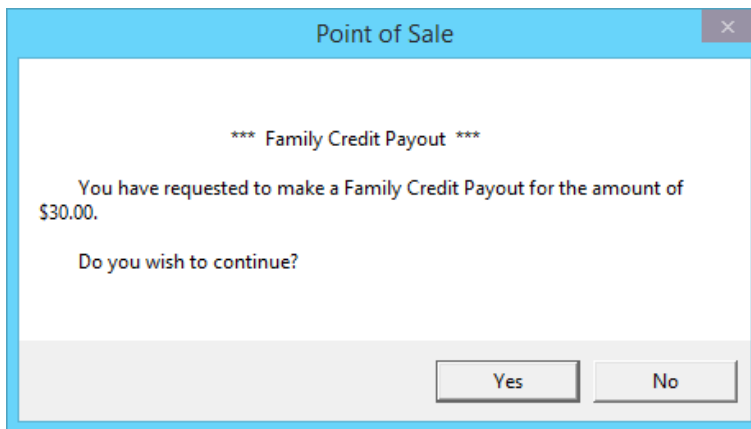 Point of Sale
*** Family Credit Payout ***
You have requested to make a Family Credit Payout for the amount of
$30.00.
Do you wish to continue?
Yes No